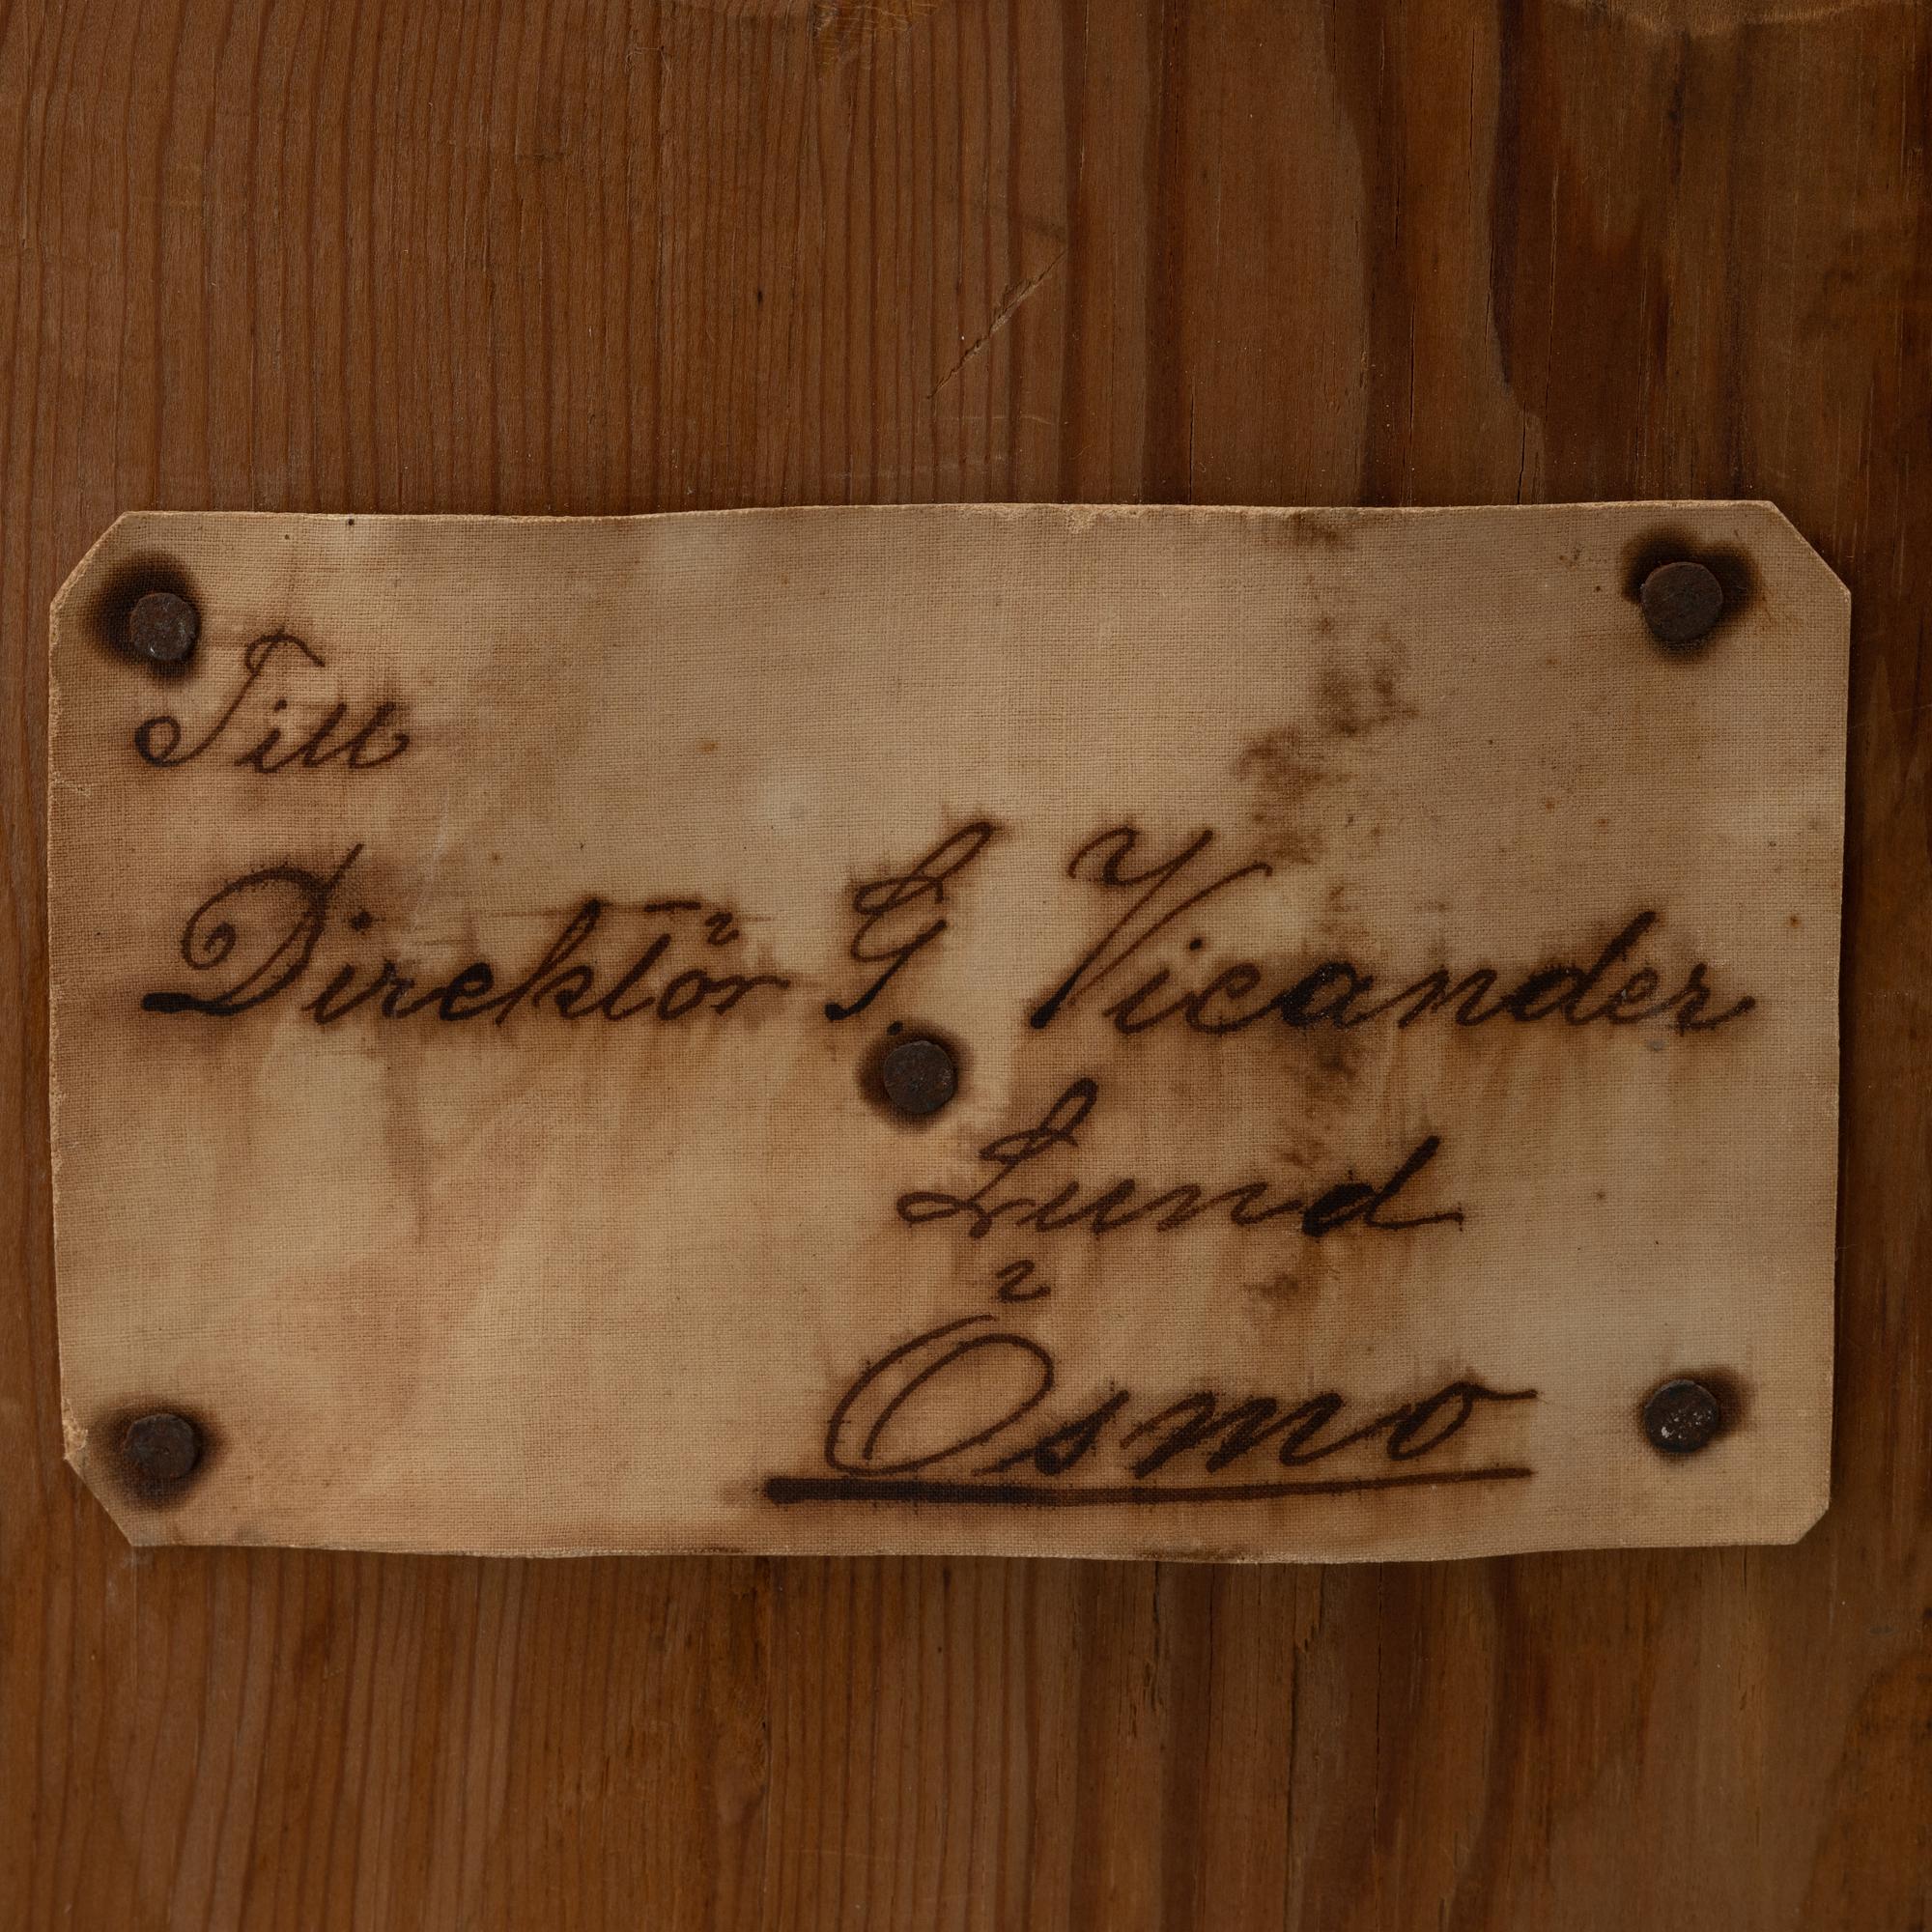 Till
Direktör G. Vicander
Lund
Ösmo